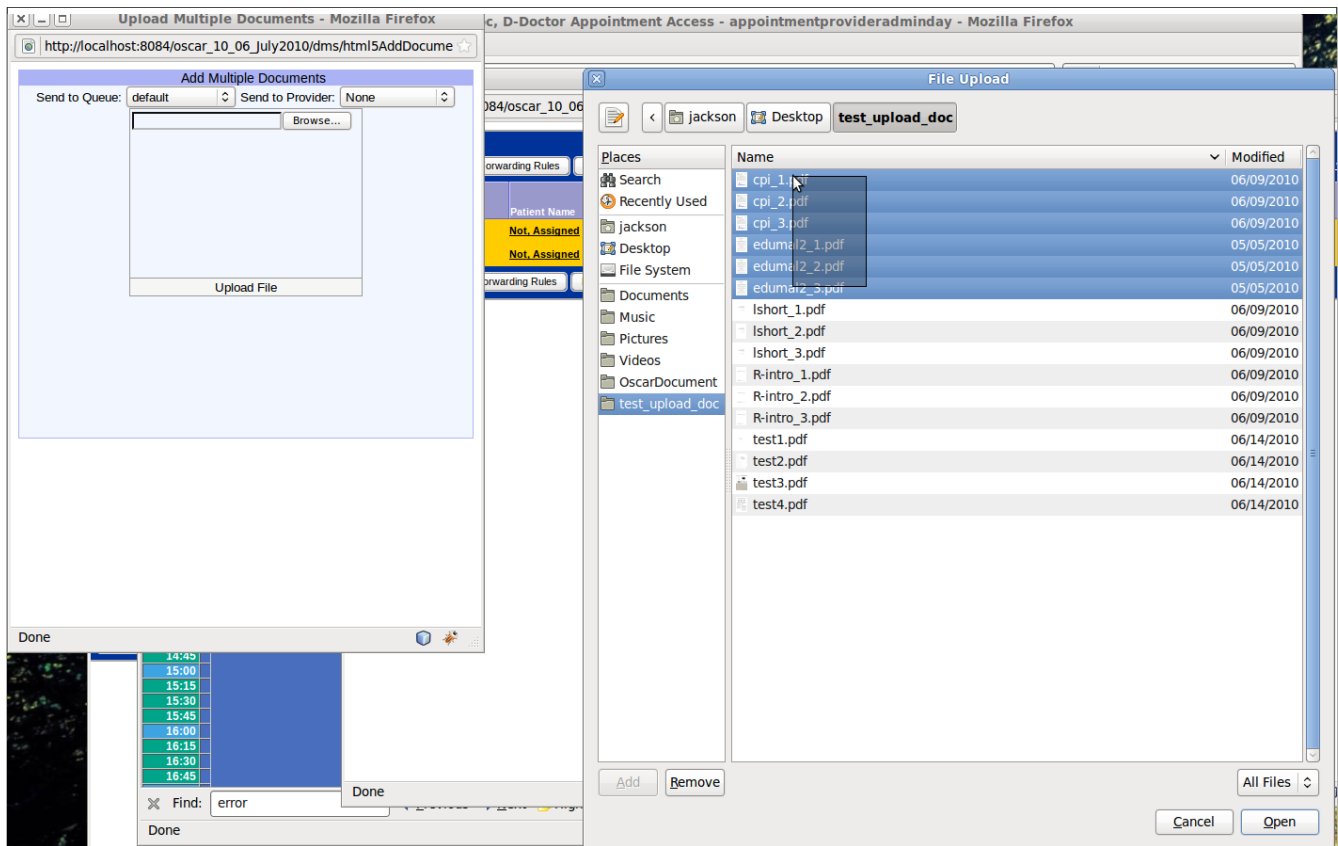 Upload Multiple Documents - Mozilla Firefox
c, D-Doctor Appointment Access - appointmentprovideradminday - Mozilla Firefox
http://localhost:8084/oscar_10_06_July2010/dms/html5AddDocume
Add Multiple Documents
Send to Queue: default Send to Provider: None
Browse...
Upload File
Done
084/oscar_10_06
orwarding Rules
Patient Name
Not, Assigned
Not, Assigned
orwarding Rules
14:45
15:00
15:15
15:30
15:45
16:00
16:15
16:30
16:45
Done
Find: error
Done
File Upload
jackson Desktop test_upload_doc
Places
Search
Recently Used
jackson
Desktop
File System
Documents
Music
Pictures
Videos
OscarDocument
test_upload_doc
Name Modified
cpi_1.pdf 06/09/2010
cpi_2.pdf 06/09/2010
cpi_3.pdf 06/09/2010
edumal2_1.pdf 05/05/2010
edumal2_2.pdf 05/05/2010
edumal2_3.pdf 05/05/2010
lshort_1.pdf 06/09/2010
lshort_2.pdf 06/09/2010
lshort_3.pdf 06/09/2010
R-intro_1.pdf 06/09/2010
R-intro_2.pdf 06/09/2010
R-intro_3.pdf 06/09/2010
test1.pdf 06/14/2010
test2.pdf 06/14/2010
test3.pdf 06/14/2010
test4.pdf 06/14/2010
Add Remove
All Files
Cancel Open